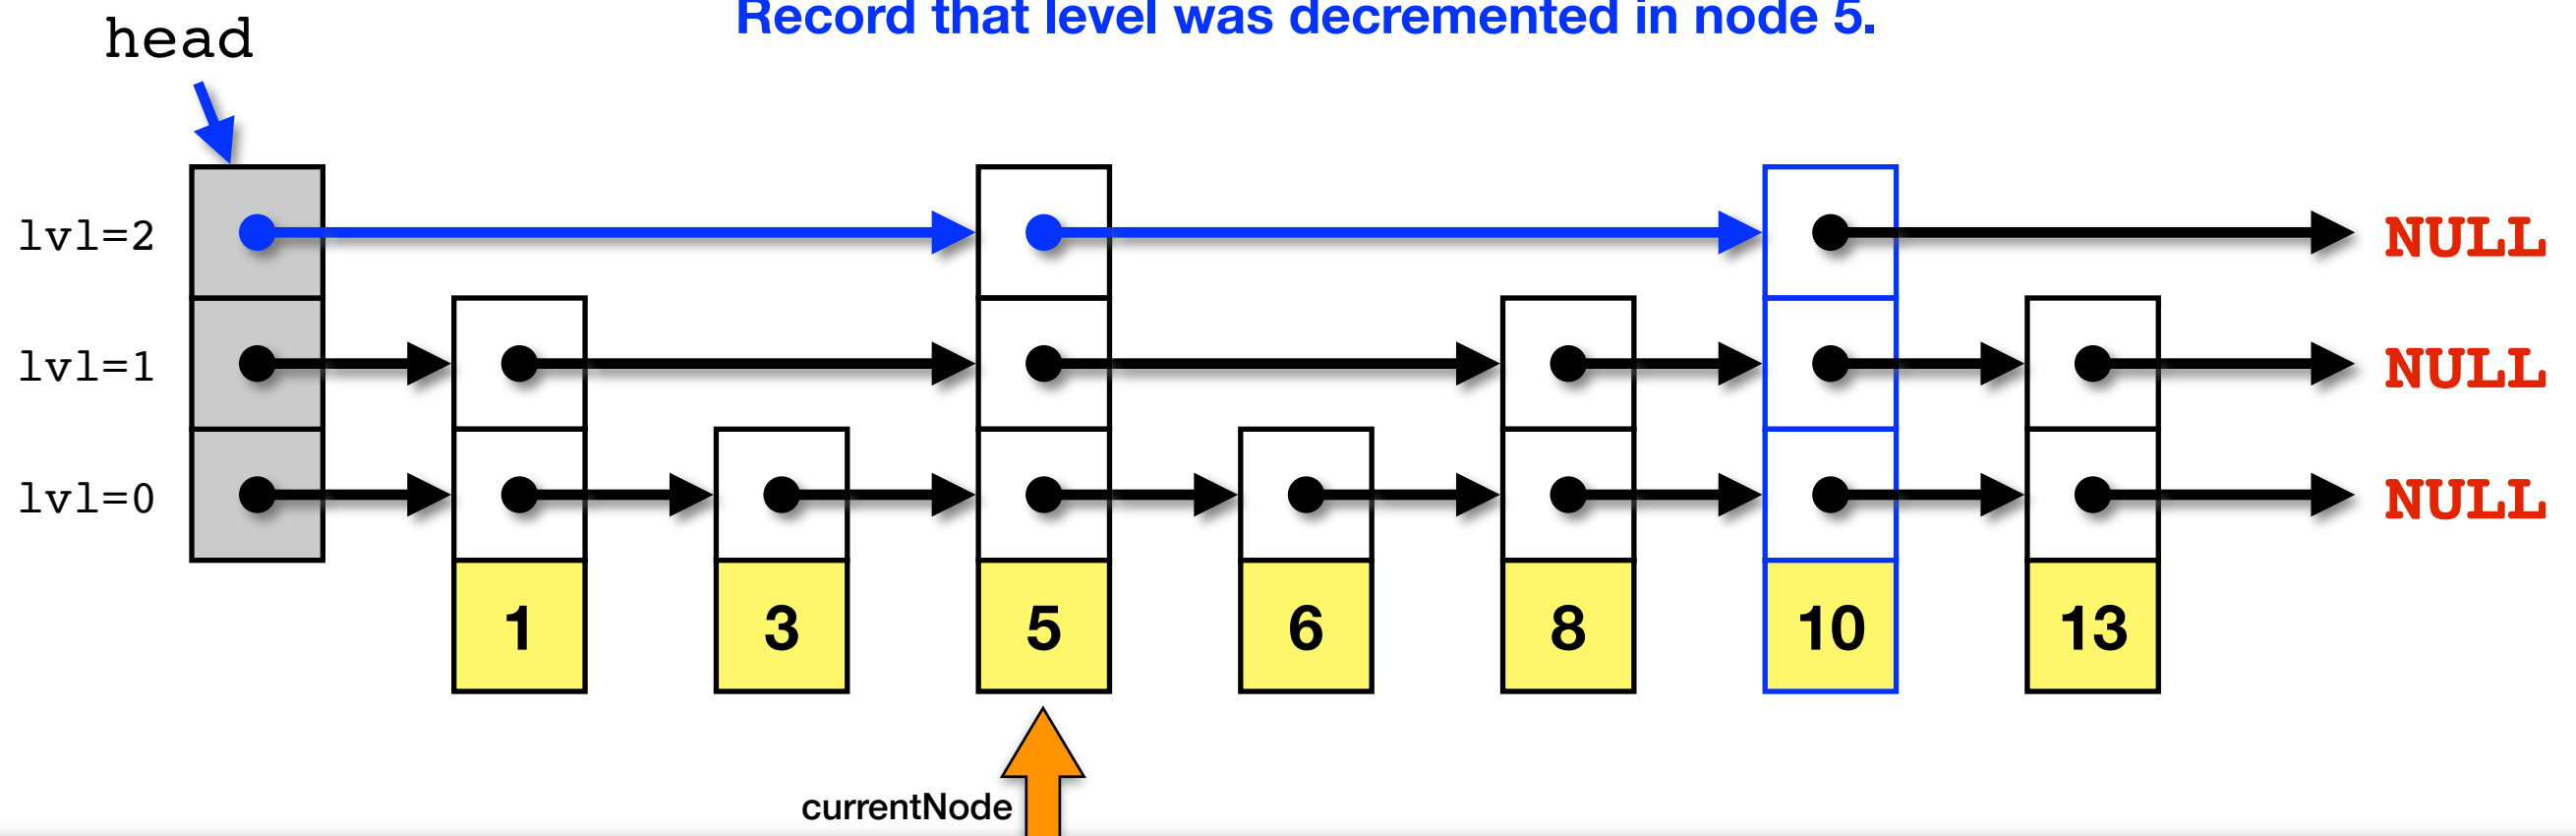 Record that level was decremented in node 5.
head
lvl=2 NULL
lvl=1 NULL
lvl=0 NULL
1 3 5 6 8 10 13
currentNode